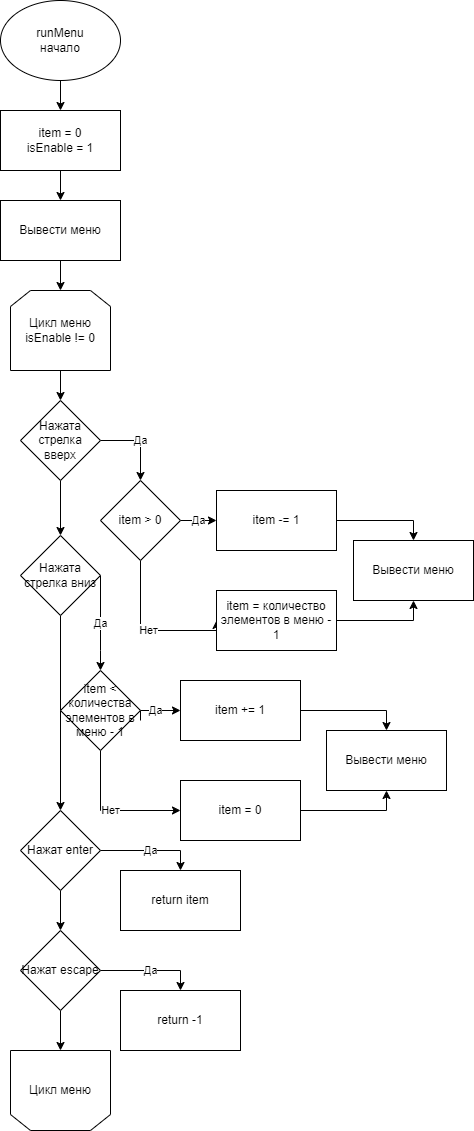 runMenu
начало
item = 0
isEnable = 1
Вывести меню
Цикл меню
isEnable != 0
Нажата
стрелка
вверх
Да
item > 0
Да
item -= 1
Вывести меню
Нет
item = количество
элементов в меню -
1
Нажата
стрелка вниз
Да
item <
количества
элементов в
меню - 1
Да
item += 1
Вывести меню
Нет
item = 0
Нажат enter
Да
return item
Нажат escape
Да
return -1
Цикл меню